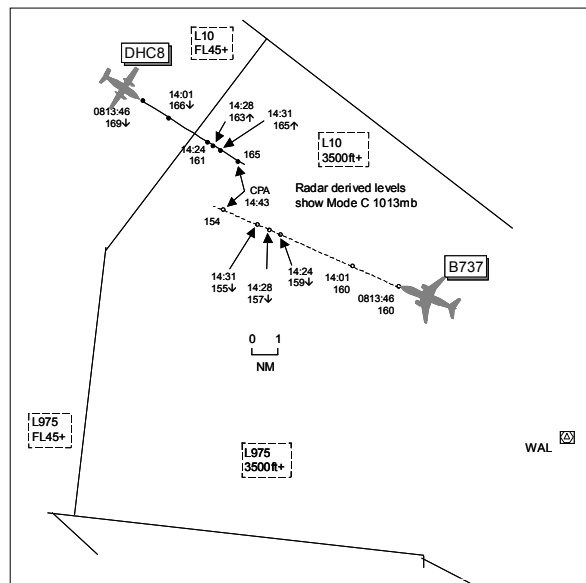 L10
FL45+
DHC8
14:01
166↓
0813:46
169↓
14:28
163↑
14:31
165↑
14:24
161
165
L10
3500ft+
CPA
14:43
Radar derived levels
show Mode C 1013mb
154
14:31
155↓
14:28
157↓
14:24
159↓
14:01
160
B737
0813:46
160
0 1
NM
L975
FL45+
L975
3500ft+
WAL